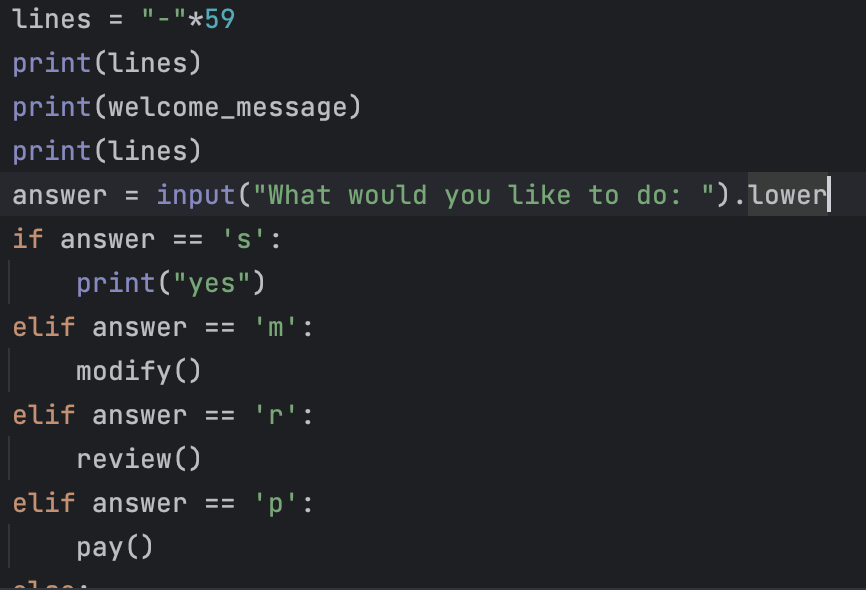 lines = "-"*59
print(lines)
print(welcome_message)
print(lines)
answer = input("What would you like to do: ").lower
if answer == 's':
    print("yes")
elif answer == 'm':
    modify()
elif answer == 'r':
    review()
elif answer == 'p':
    pay()
else: